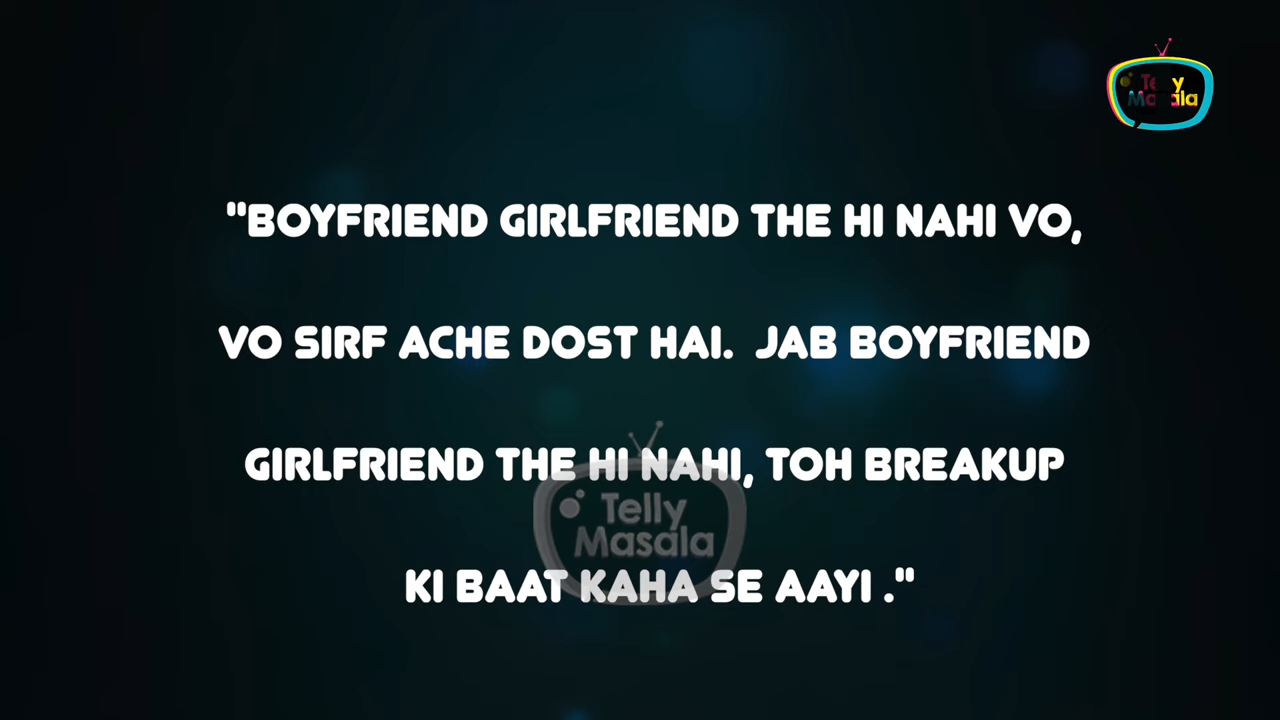 Telly
Masala
"BOYFRIEND GIRLFRIEND THE HI NAHI VO,
VO SIRF ACHE DOST HAI. JAB BOYFRIEND
GIRLFRIEND THE HI NAHI, TOH BREAKUP
Telly
Masala
KI BAAT KAHA SE AAYI ."